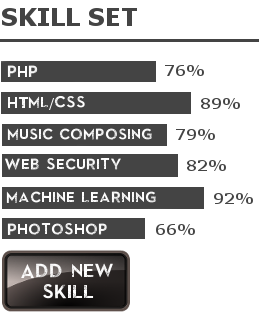 SKILL SET
PHP 76%
HTML/CSS 89%
MUSIC COMPOSING 79%
WEB SECURITY 82%
MACHINE LEARNING 92%
PHOTOSHOP 66%
ADD NEW
SKILL